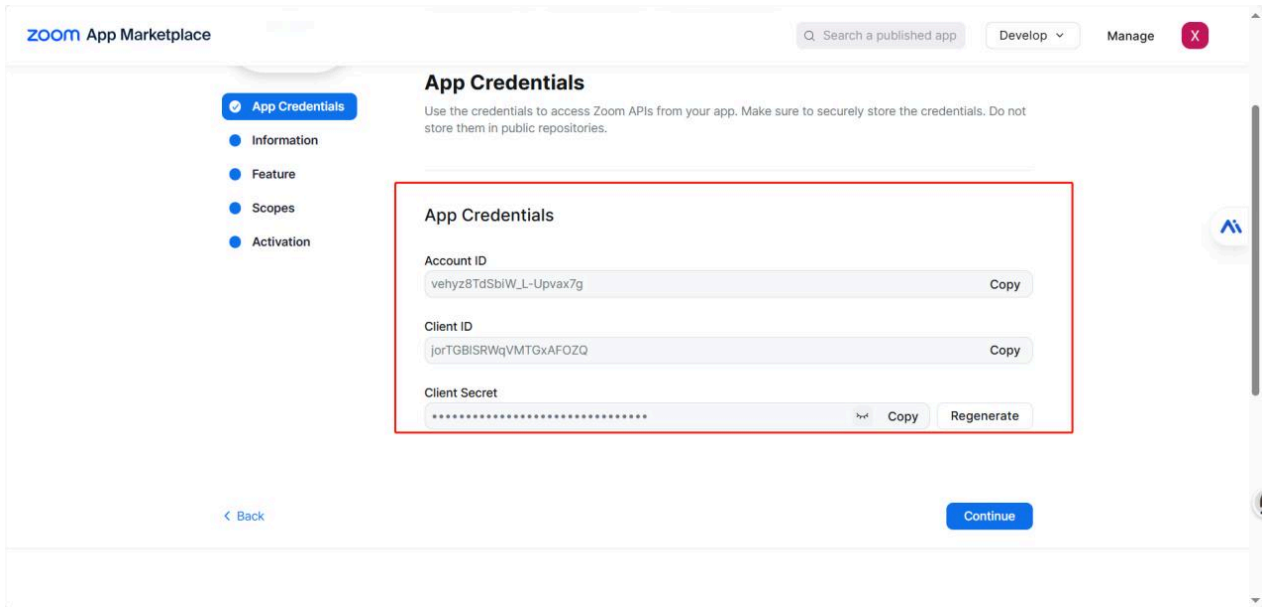 zoom App Marketplace
Search a published app
Develop
Manage
X
App Credentials
Information
Feature
Scopes
Activation
App Credentials
Use the credentials to access Zoom APIs from your app. Make sure to securely store the credentials. Do not
store them in public repositories.
App Credentials
Account ID
vehyz8TdSbiW_L-Upvax7g
Copy
Client ID
jorTGBISRWqVMTGxAFOZQ
Copy
Client Secret
••••••••••••••••••••••••••••••••
Copy
Regenerate
Back
Continue